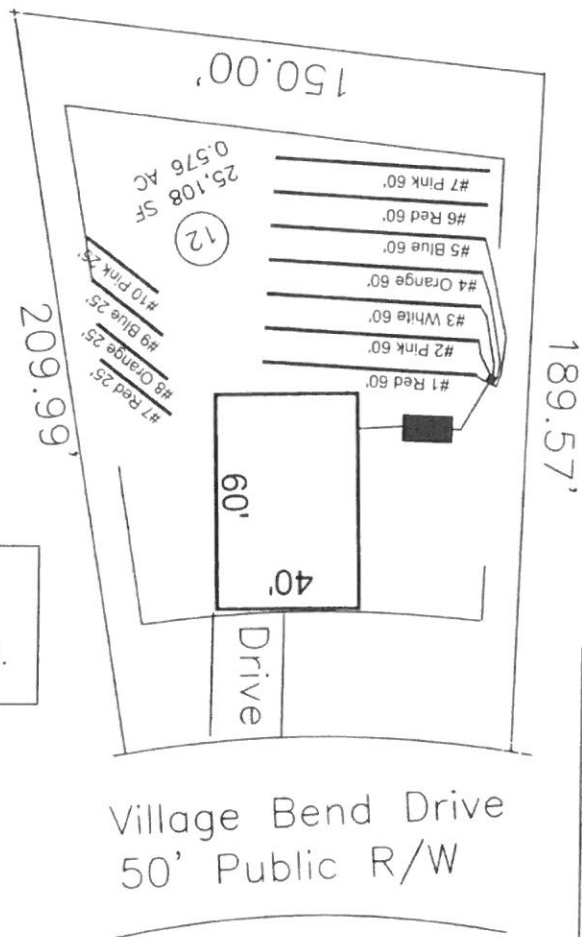 150.00'
25,108 SF
0.576 AC
12
#7 Pink 60'
#6 Red 60'
#5 Blue 60'
#4 Orange 60'
#3 White 60'
#2 Pink 60'
#1 Red 60'
#10 Pink 25'
#9 Blue 25'
#8 Orange 25'
#7 Red 25'
209.99'
189.57'
60'
40'
Drive
Village Bend Drive
50' Public R/W